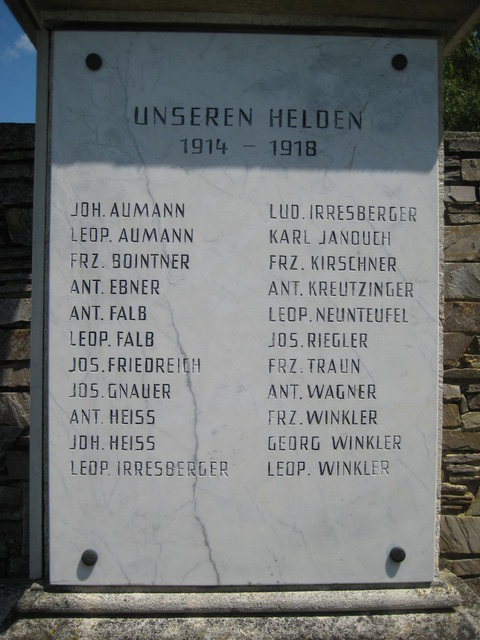 UNSEREN HELDEN
1914 - 1918
JOH. AUMANN
LEOP. AUMANN
FRZ. BOINTNER
ANT. EBNER
ANT. FALB
LEOP. FALB
JOS. FRIEDREICH
JOS. GNAUER
ANT. HEISS
JOH. HEISS
LEOP. IRRESBERGER
LUD. IRRESBERGER
KARL JANOUCH
FRZ. KIRSCHNER
ANT. KREUTZINGER
LEOP. NEUNTEUFEL
JOS. RIEGLER
FRZ. TRAUN
ANT. WAGNER
FRZ. WINKLER
GEORG WINKLER
LEOP. WINKLER